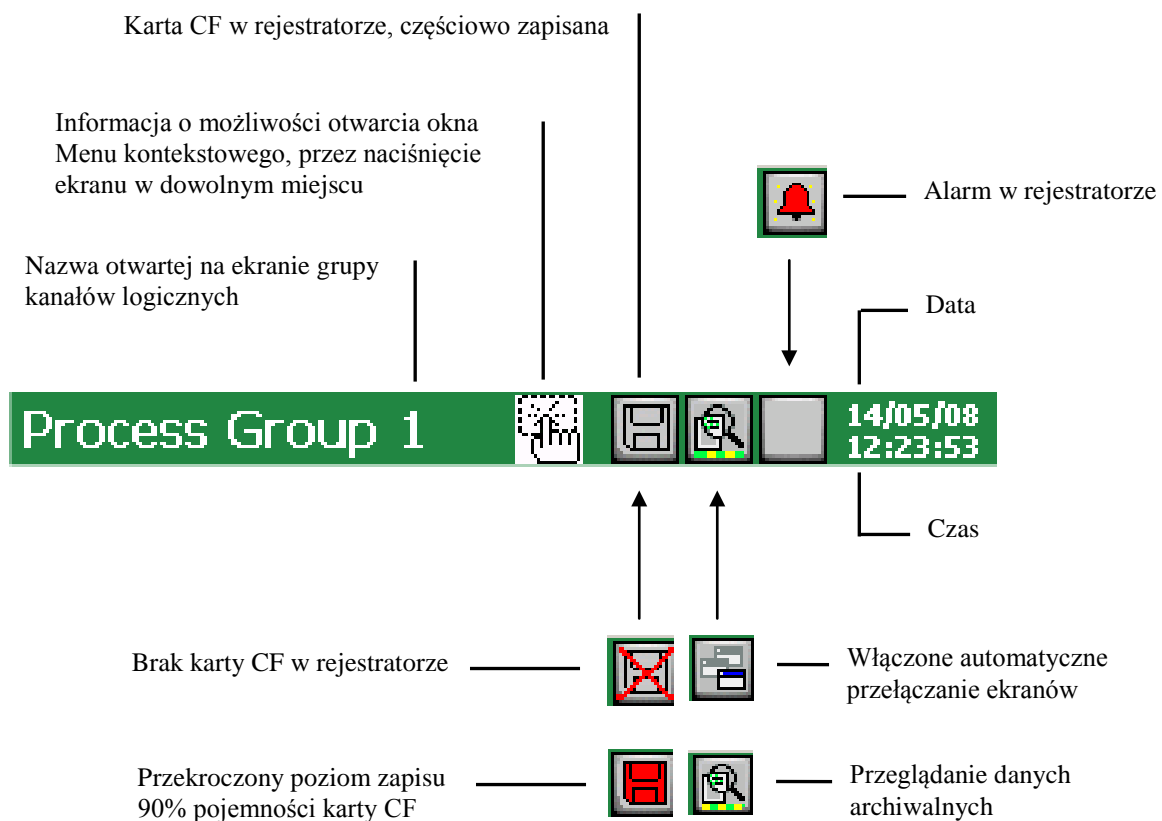 Karta CF w rejestratorze, częściowo zapisana
Informacja o możliwości otwarcia okna
Menu kontekstowego, przez naciśnięcie
ekranu w dowolnym miejscu
Alarm w rejestratorze
Nazwa otwartej na ekranie grupy
kanałów logicznych
Data
Process Group 1
14/05/08
12:23:53
Czas
Brak karty CF w rejestratorze
Włączone automatyczne
przełączanie ekranów
Przekroczony poziom zapisu
90% pojemności karty CF
Przeglądanie danych
archiwalnych